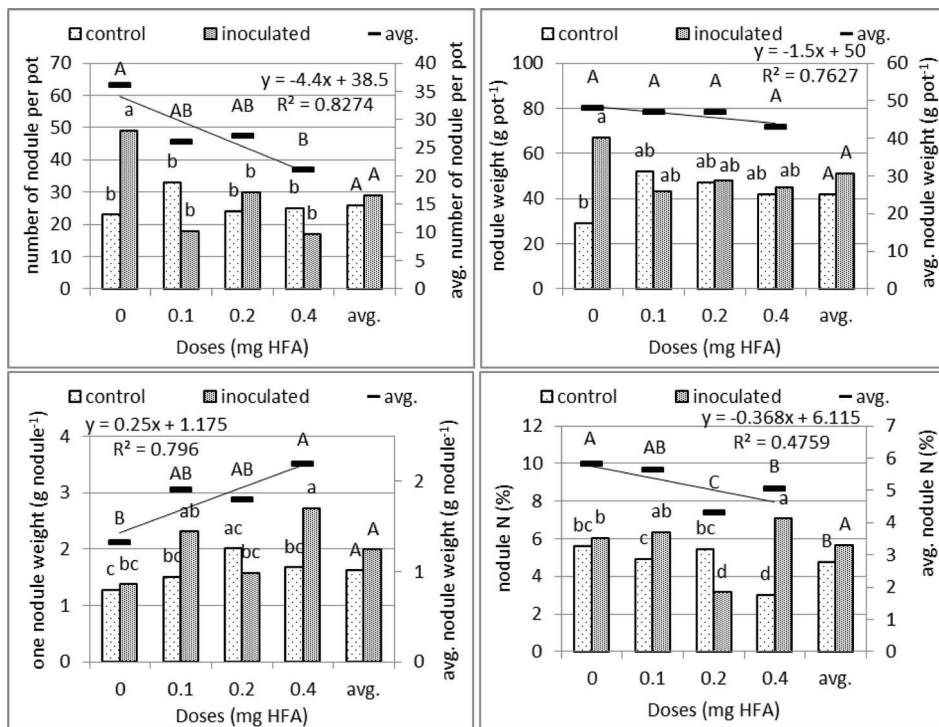 control inoculated avg.
y = -4.4x + 38.5
R² = 0.8274
number of nodule per pot
70
60
50
40
30
20
10
0
40
35
30
25
20
15
10
5
0
avg. number of nodule per pot
A AB AB B
b a b b b b b b A A
0 0.1 0.2 0.4 avg.
Doses (mg HFA)
control inoculated avg.
y = -1.5x + 50
R² = 0.7627
nodule weight (g pot⁻¹)
100
80
60
40
20
0
60
50
40
30
20
10
0
avg. nodule weight (g pot⁻¹)
A A A A
b a ab ab ab ab ab ab A A
0 0.1 0.2 0.4 avg.
Doses (mg HFA)
control inoculated avg.
y = 0.25x + 1.175
R² = 0.796
one nodule weight (g nodule⁻¹)
4
3
2
1
0
2
1
0
avg. nodule weight (g nodule⁻¹)
B AB AB A
c bc bc ab ac bc bc a A A
0 0.1 0.2 0.4 avg.
Doses (mg HFA)
control inoculated avg.
y = -0.368x + 6.115
R² = 0.4759
nodule N (%)
12
10
8
6
4
2
0
7
6
5
4
3
2
1
0
avg. nodule N (%)
A AB C B
bc b c ab bc d d a B A
0 0.1 0.2 0.4 avg.
Doses (mg HFA)